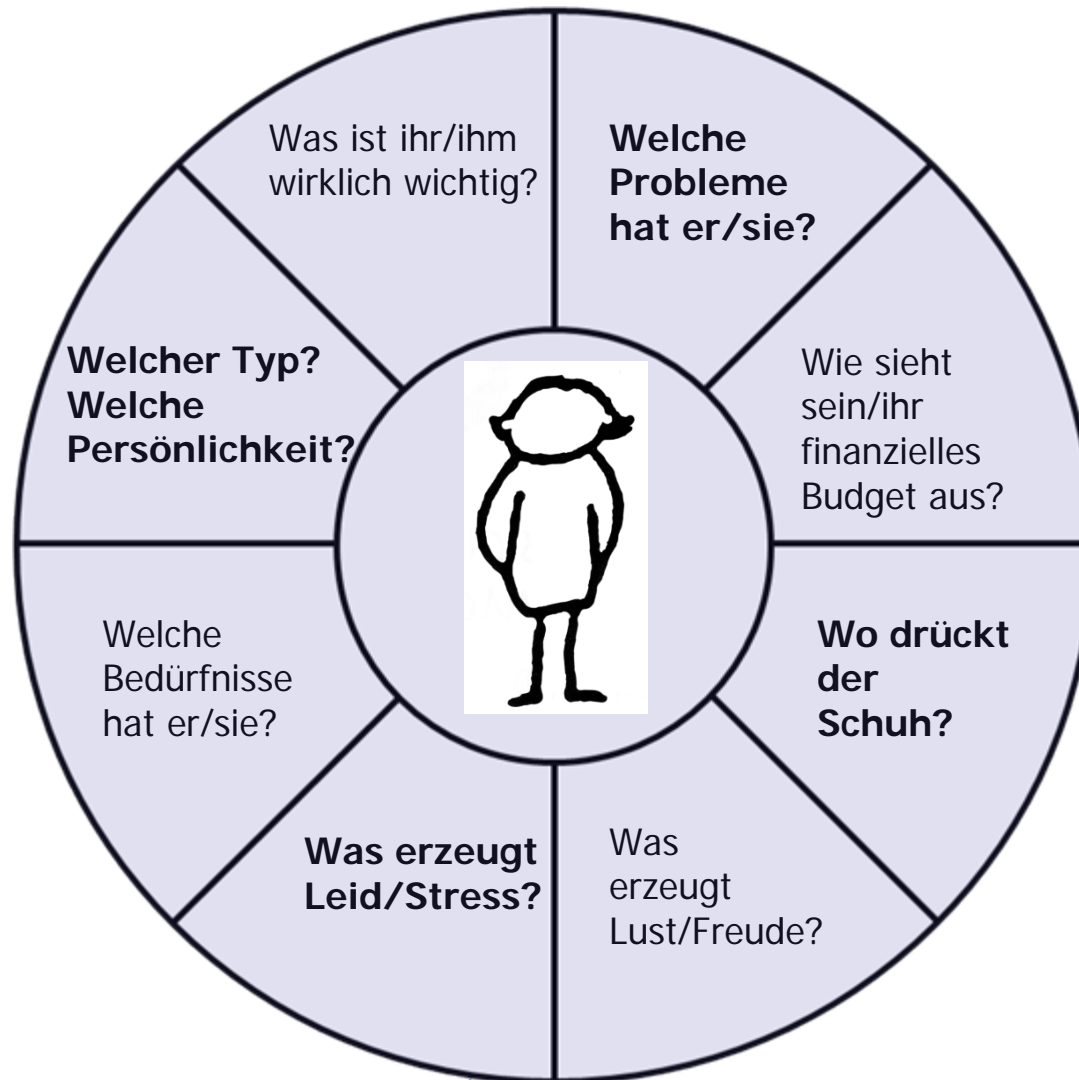 Was ist ihr/ihm
wirklich wichtig?
Welche
Probleme
hat er/sie?
Wie sieht
sein/ihr
finanzielles
Budget aus?
Wo drückt
der
Schuh?
Was
erzeugt
Lust/Freude?
Was erzeugt
Leid/Stress?
Welche
Bedürfnisse
hat er/sie?
Welcher Typ?
Welche
Persönlichkeit?